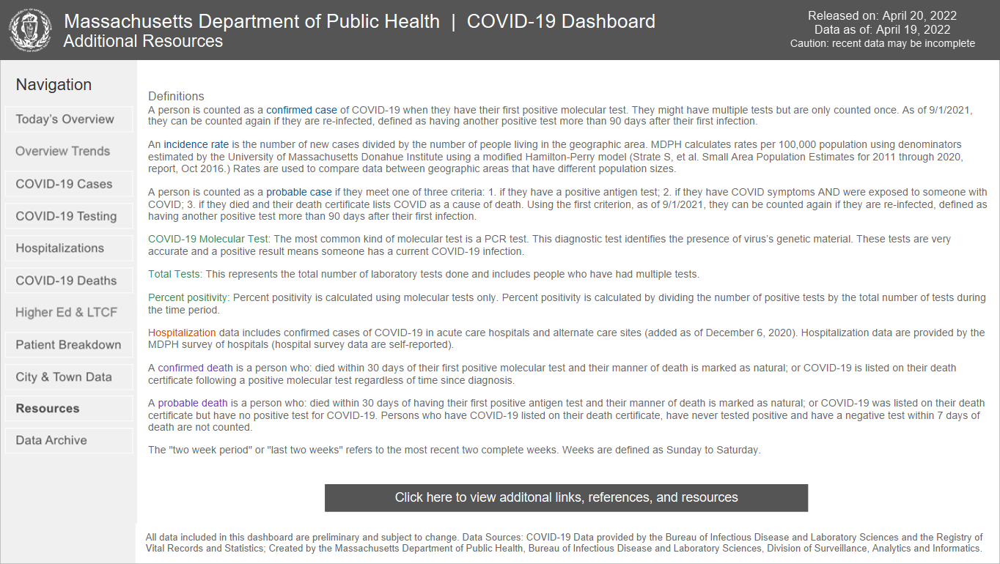 Massachusetts Department of Public Health | COVID-19 Dashboard
Additional Resources
Released on: April 20, 2022
Data as of: April 19, 2022
Caution: recent data may be incomplete
Navigation
Today's Overview
Overview Trends
COVID-19 Cases
COVID-19 Testing
Hospitalizations
COVID-19 Deaths
Higher Ed & LTCF
Patient Breakdown
City & Town Data
Resources
Data Archive
Definitions
A person is counted as a confirmed case of COVID-19 when they have their first positive molecular test. They might have multiple tests but are only counted once. As of 9/1/2021,
they can be counted again if they are re-infected, defined as having another positive test more than 90 days after their first infection.
An incidence rate is the number of new cases divided by the number of people living in the geographic area. MDPH calculates rates per 100,000 population using denominators
estimated by the University of Massachusetts Donahue Institute using a modified Hamilton-Perry model (Strate S, et al. Small Area Population Estimates for 2011 through 2020,
report, Oct 2016.) Rates are used to compare data between geographic areas that have different population sizes.
A person is counted as a probable case if they meet one of three criteria: 1. if they have a positive antigen test; 2. if they have COVID symptoms AND were exposed to someone with
COVID; 3. if they died and their death certificate lists COVID as a cause of death. Using the first criterion, as of 9/1/2021, they can be counted again if they are re-infected, defined as
having another positive test more than 90 days after their first infection.
COVID-19 Molecular Test: The most common kind of molecular test is a PCR test. This diagnostic test identifies the presence of virus's genetic material. These tests are very
accurate and a positive result means someone has a current COVID-19 infection.
Total Tests: This represents the total number of laboratory tests done and includes people who have had multiple tests.
Percent positivity: Percent positivity is calculated using molecular tests only. Percent positivity is calculated by dividing the number of positive tests by the total number of tests during
the time period.
Hospitalization data includes confirmed cases of COVID-19 in acute care hospitals and alternate care sites (added as of December 6, 2020). Hospitalization data are provided by the
MDPH survey of hospitals (hospital survey data are self-reported).
A confirmed death is a person who: died within 30 days of their first positive molecular test and their manner of death is marked as natural; or COVID-19 is listed on their death
certificate following a positive molecular test regardless of time since diagnosis.
A probable death is a person who: died within 30 days of having their first positive antigen test and their manner of death is marked as natural; or COVID-19 was listed on their death
certificate but have no positive test for COVID-19. Persons who have COVID-19 listed on their death certificate, have never tested positive and have a negative test within 7 days of
death are not counted.
The "two week period" or "last two weeks" refers to the most recent two complete weeks. Weeks are defined as Sunday to Saturday.
Click here to view additonal links, references, and resources
All data included in this dashboard are preliminary and subject to change. Data Sources: COVID-19 Data provided by the Bureau of Infectious Disease and Laboratory Sciences and the Registry of
Vital Records and Statistics; Created by the Massachusetts Department of Public Health, Bureau of Infectious Disease and Laboratory Sciences, Division of Surveillance, Analytics and Informatics.